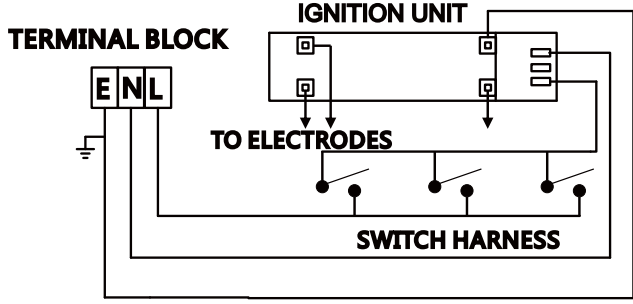 IGNITION UNIT
TERMINAL BLOCK
E N L
TO ELECTRODES
SWITCH HARNESS